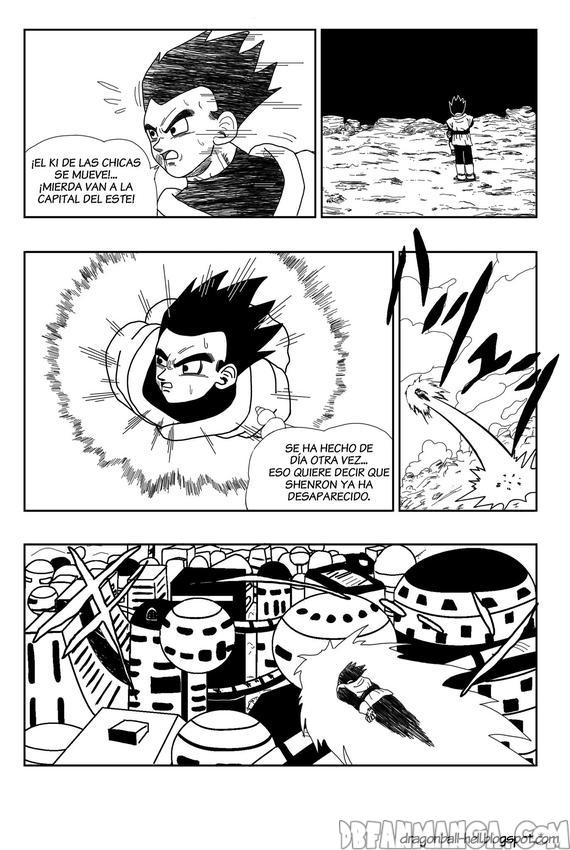 ¡EL KI DE LAS CHICAS
SE MUEVE!...
¡MIERDA VAN A LA
CAPITAL DEL ESTE!
SE HA HECHO DE
DÍA OTRA VEZ...
ESO QUIERE DECIR QUE
SHENRON YA HA
DESAPARECIDO.
DBFANMANGA.COM
dragonball-hell.blogspot.com